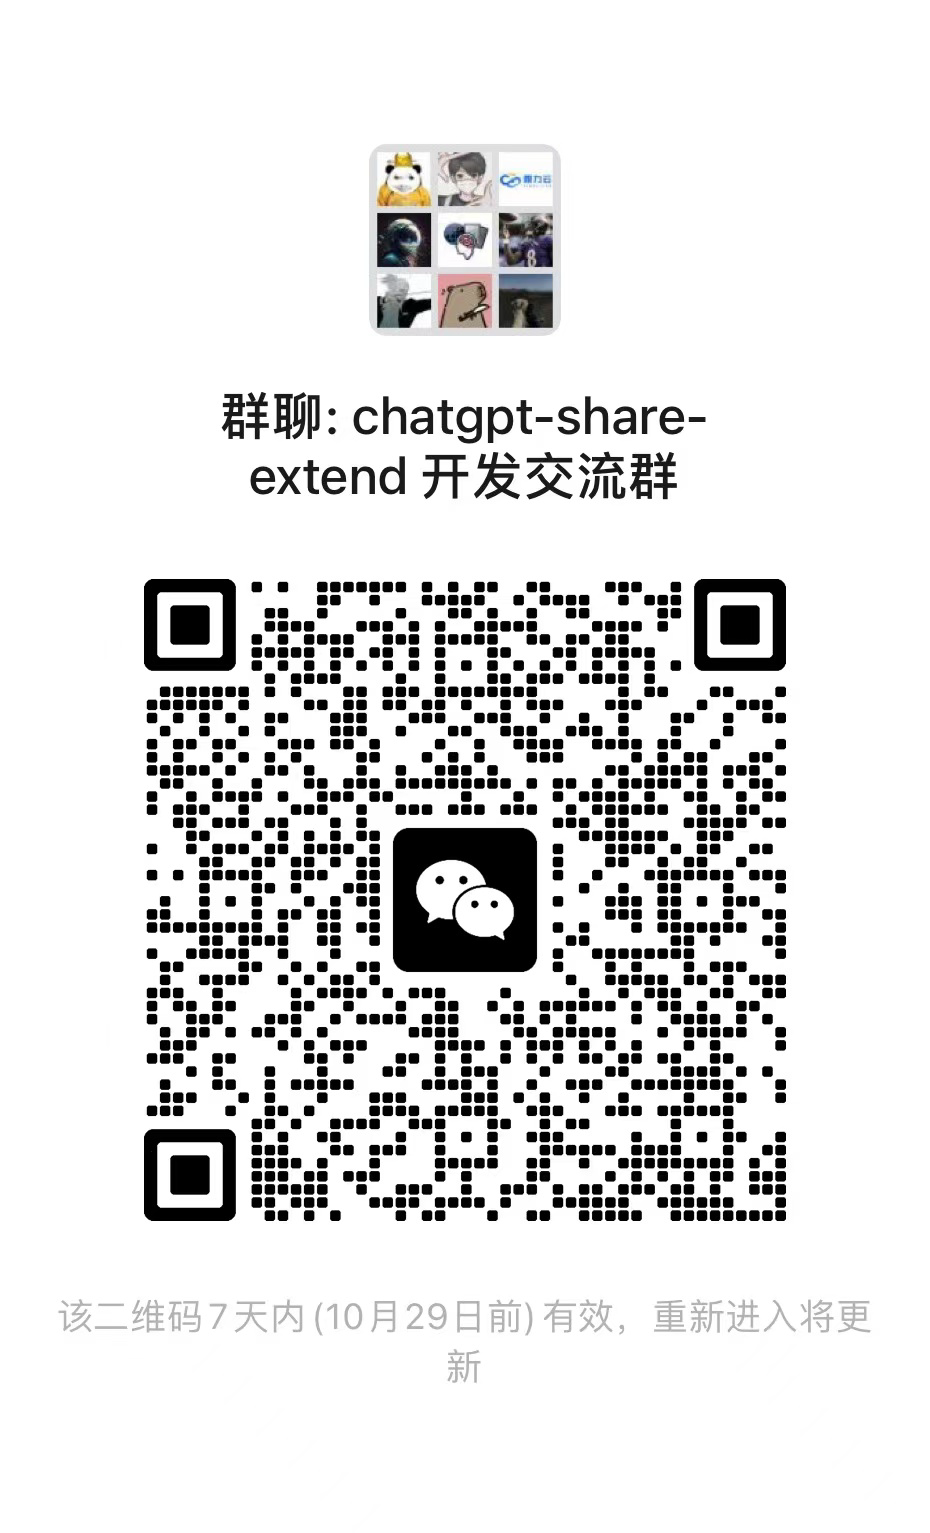 群聊: chatgpt-share-
extend 开发交流群
该二维码7天内(10月29日前)有效，重新进入将更
新